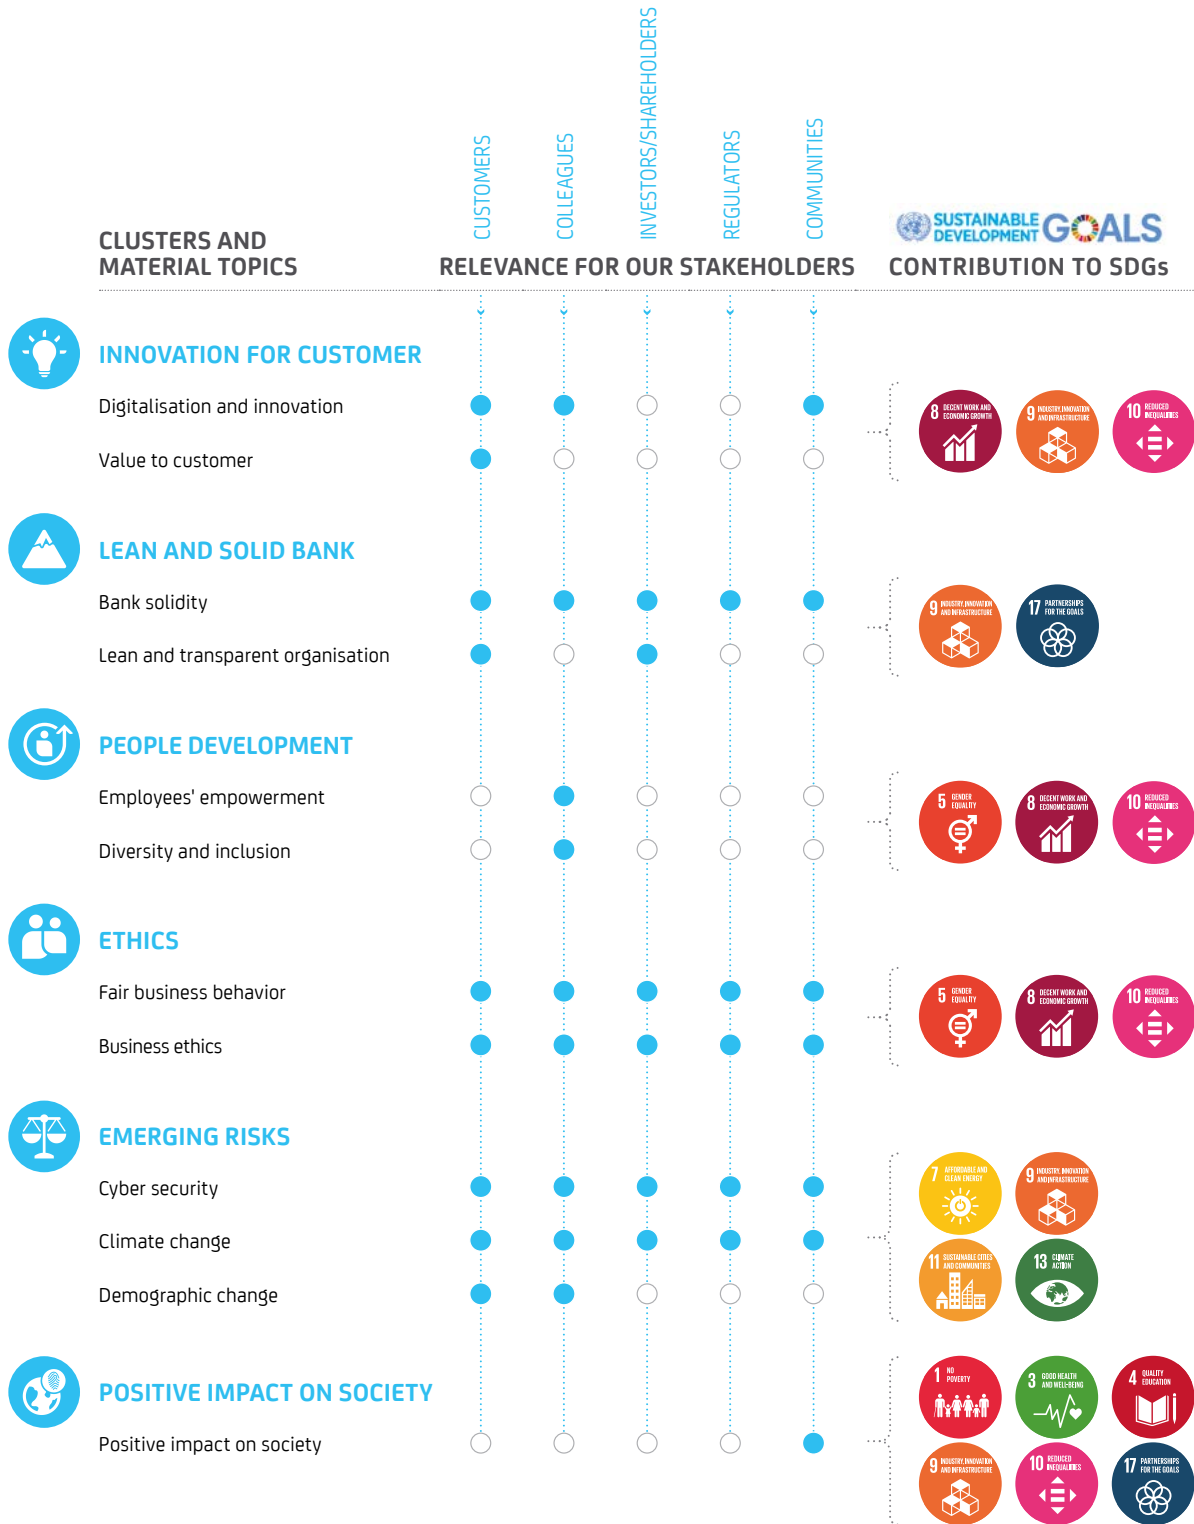 CUSTOMERS
COLLEAGUES
INVESTORS/SHAREHOLDERS
REGULATORS
COMMUNITIES
SUSTAINABLE
DEVELOPMENT GOALS
CLUSTERS AND
MATERIAL TOPICS
RELEVANCE FOR OUR STAKEHOLDERS
CONTRIBUTION TO SDGs
INNOVATION FOR CUSTOMER
Digitalisation and innovation
Value to customer
8 DECENT WORK AND
ECONOMIC GROWTH
9 INDUSTRY, INNOVATION
AND INFRASTRUCTURE
10 REDUCED
INEQUALITIES
LEAN AND SOLID BANK
Bank solidity
Lean and transparent organisation
9 INDUSTRY, INNOVATION
AND INFRASTRUCTURE
17 PARTNERSHIPS
FOR THE GOALS
PEOPLE DEVELOPMENT
Employees' empowerment
Diversity and inclusion
5 GENDER
EQUALITY
8 DECENT WORK AND
ECONOMIC GROWTH
10 REDUCED
INEQUALITIES
ETHICS
Fair business behavior
Business ethics
5 GENDER
EQUALITY
8 DECENT WORK AND
ECONOMIC GROWTH
10 REDUCED
INEQUALITIES
EMERGING RISKS
Cyber security
Climate change
Demographic change
7 AFFORDABLE AND
CLEAN ENERGY
9 INDUSTRY, INNOVATION
AND INFRASTRUCTURE
11 SUSTAINABLE CITIES
AND COMMUNITIES
13 CLIMATE
ACTION
POSITIVE IMPACT ON SOCIETY
Positive impact on society
1 NO
POVERTY
3 GOOD HEALTH
AND WELL-BEING
4 QUALITY
EDUCATION
9 INDUSTRY, INNOVATION
AND INFRASTRUCTURE
10 REDUCED
INEQUALITIES
17 PARTNERSHIPS
FOR THE GOALS